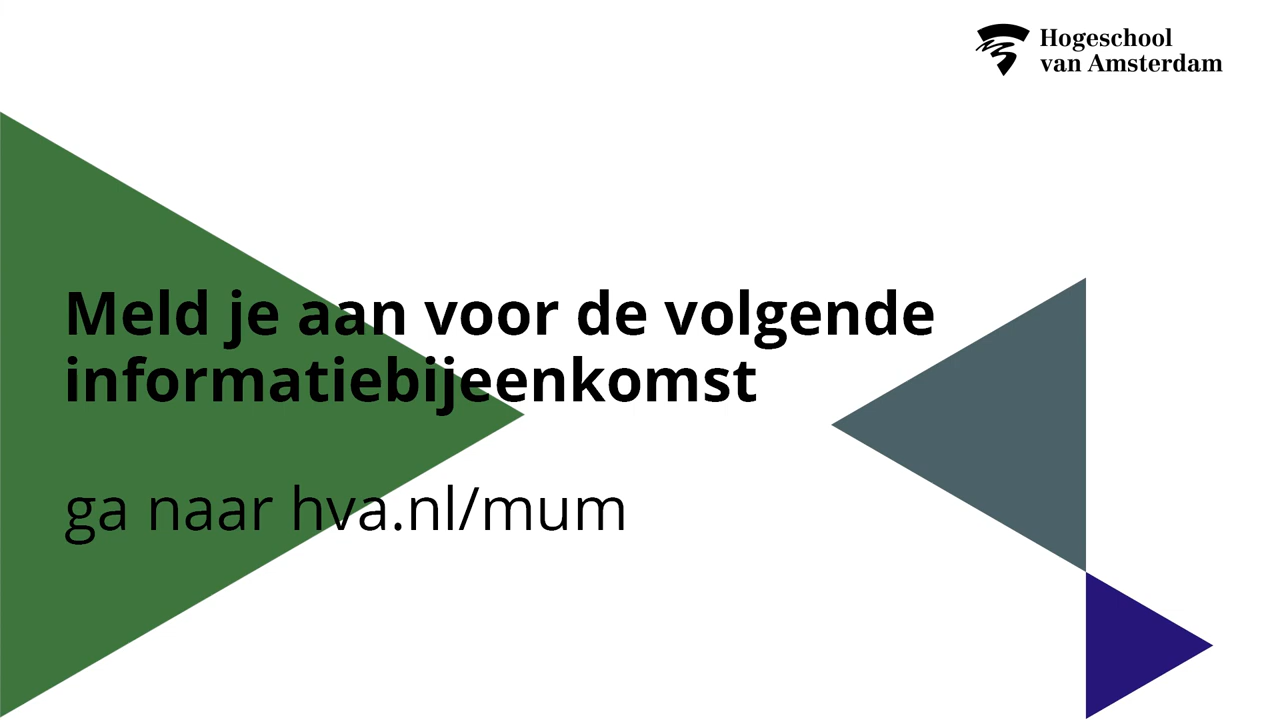 Hogeschool
van Amsterdam
Meld je aan voor de volgende
informatiebijeenkomst
ga naar hva.nl/mum